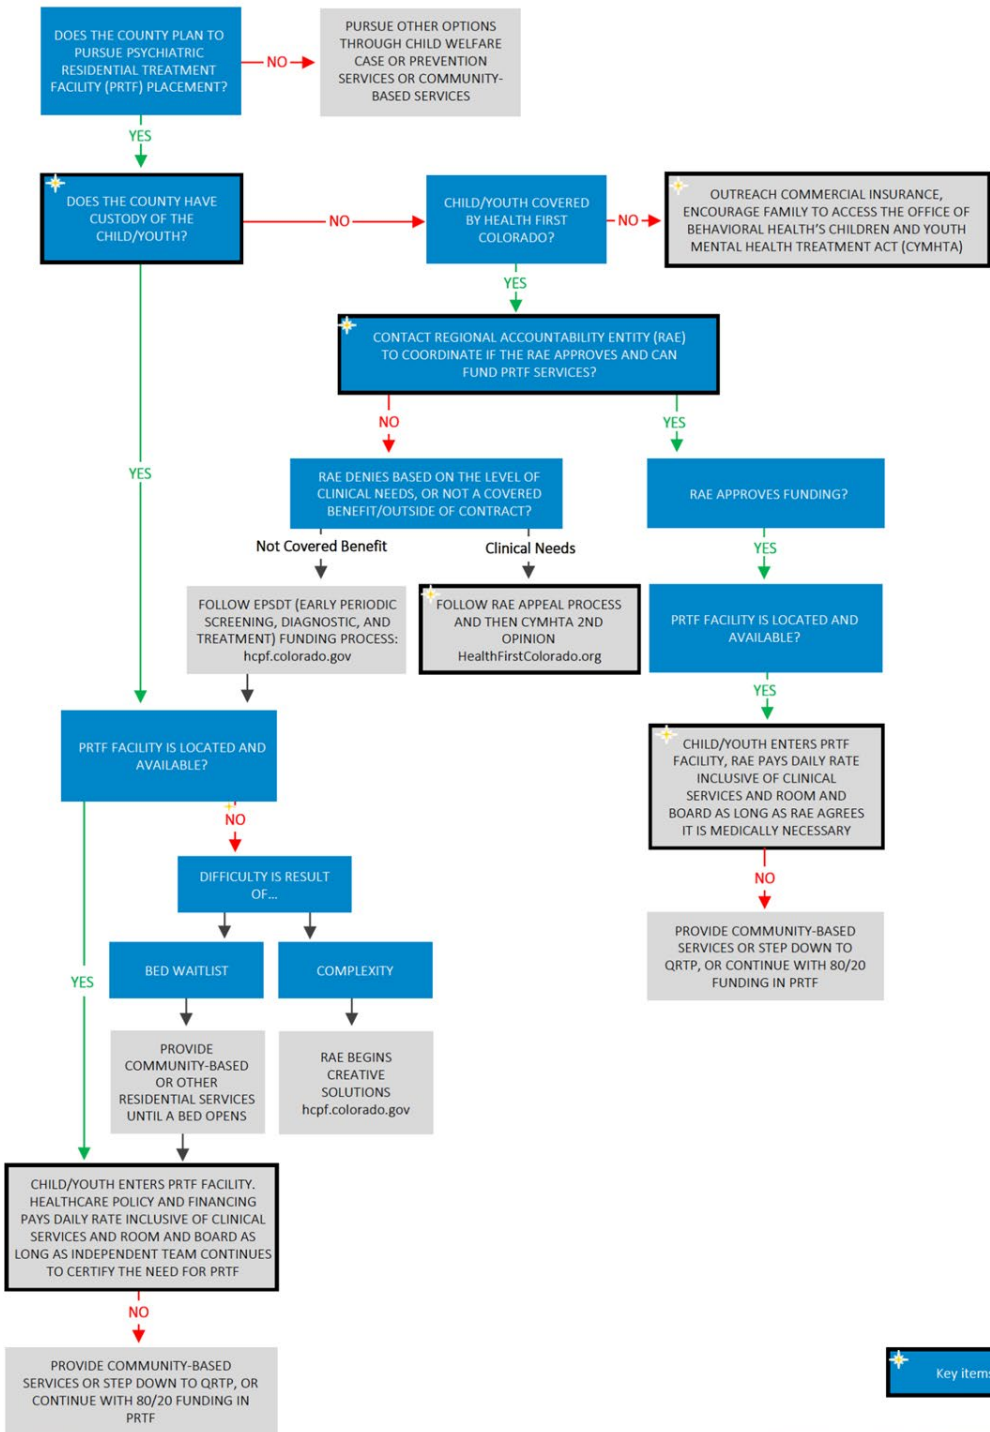 DOES THE COUNTY PLAN TO
PURSUE PSYCHIATRIC
RESIDENTIAL TREATMENT
FACILITY (PRTF) PLACEMENT?
NO
PURSUE OTHER OPTIONS
THROUGH CHILD WELFARE
CASE OR PREVENTION
SERVICES OR COMMUNITY-
BASED SERVICES
YES
DOES THE COUNTY HAVE
CUSTODY OF THE
CHILD/YOUTH?
NO
CHILD/YOUTH COVERED
BY HEALTH FIRST
COLORADO?
NO
OUTREACH COMMERCIAL INSURANCE,
ENCOURAGE FAMILY TO ACCESS THE OFFICE OF
BEHAVIORAL HEALTH'S CHILDREN AND YOUTH
MENTAL HEALTH TREATMENT ACT (CYMHTA)
YES
CONTACT REGIONAL ACCOUNTABILITY ENTITY (RAE)
TO COORDINATE IF THE RAE APPROVES AND CAN
FUND PRTF SERVICES?
NO
YES
YES
RAE DENIES BASED ON THE LEVEL OF
CLINICAL NEEDS, OR NOT A COVERED
BENEFIT/OUTSIDE OF CONTRACT?
RAE APPROVES FUNDING?
Not Covered Benefit
Clinical Needs
YES
FOLLOW EPSDT (EARLY PERIODIC
SCREENING, DIAGNOSTIC, AND
TREATMENT) FUNDING PROCESS:
hcpf.colorado.gov
FOLLOW RAE APPEAL PROCESS
AND THEN CYMHTA 2ND
OPINION
HealthFirstColorado.org
PRTF FACILITY IS LOCATED AND
AVAILABLE?
YES
PRTF FACILITY IS LOCATED AND
AVAILABLE?
CHILD/YOUTH ENTERS PRTF
FACILITY, RAE PAYS DAILY RATE
INCLUSIVE OF CLINICAL
SERVICES AND ROOM AND
BOARD AS LONG AS RAE AGREES
IT IS MEDICALLY NECESSARY
NO
DIFFICULTY IS RESULT
OF...
NO
PROVIDE COMMUNITY-BASED
SERVICES OR STEP DOWN TO
QRTP, OR CONTINUE WITH 80/20
FUNDING IN PRTF
BED WAITLIST
COMPLEXITY
YES
PROVIDE
COMMUNITY-BASED
OR OTHER
RESIDENTIAL SERVICES
UNTIL A BED OPENS
RAE BEGINS
CREATIVE
SOLUTIONS
hcpf.colorado.gov
CHILD/YOUTH ENTERS PRTF FACILITY.
HEALTHCARE POLICY AND FINANCING
PAYS DAILY RATE INCLUSIVE OF CLINICAL
SERVICES AND ROOM AND BOARD AS
LONG AS INDEPENDENT TEAM CONTINUES
TO CERTIFY THE NEED FOR PRTF
NO
PROVIDE COMMUNITY-BASED
SERVICES OR STEP DOWN TO QRTP, OR
CONTINUE WITH 80/20 FUNDING IN
PRTF
Key items